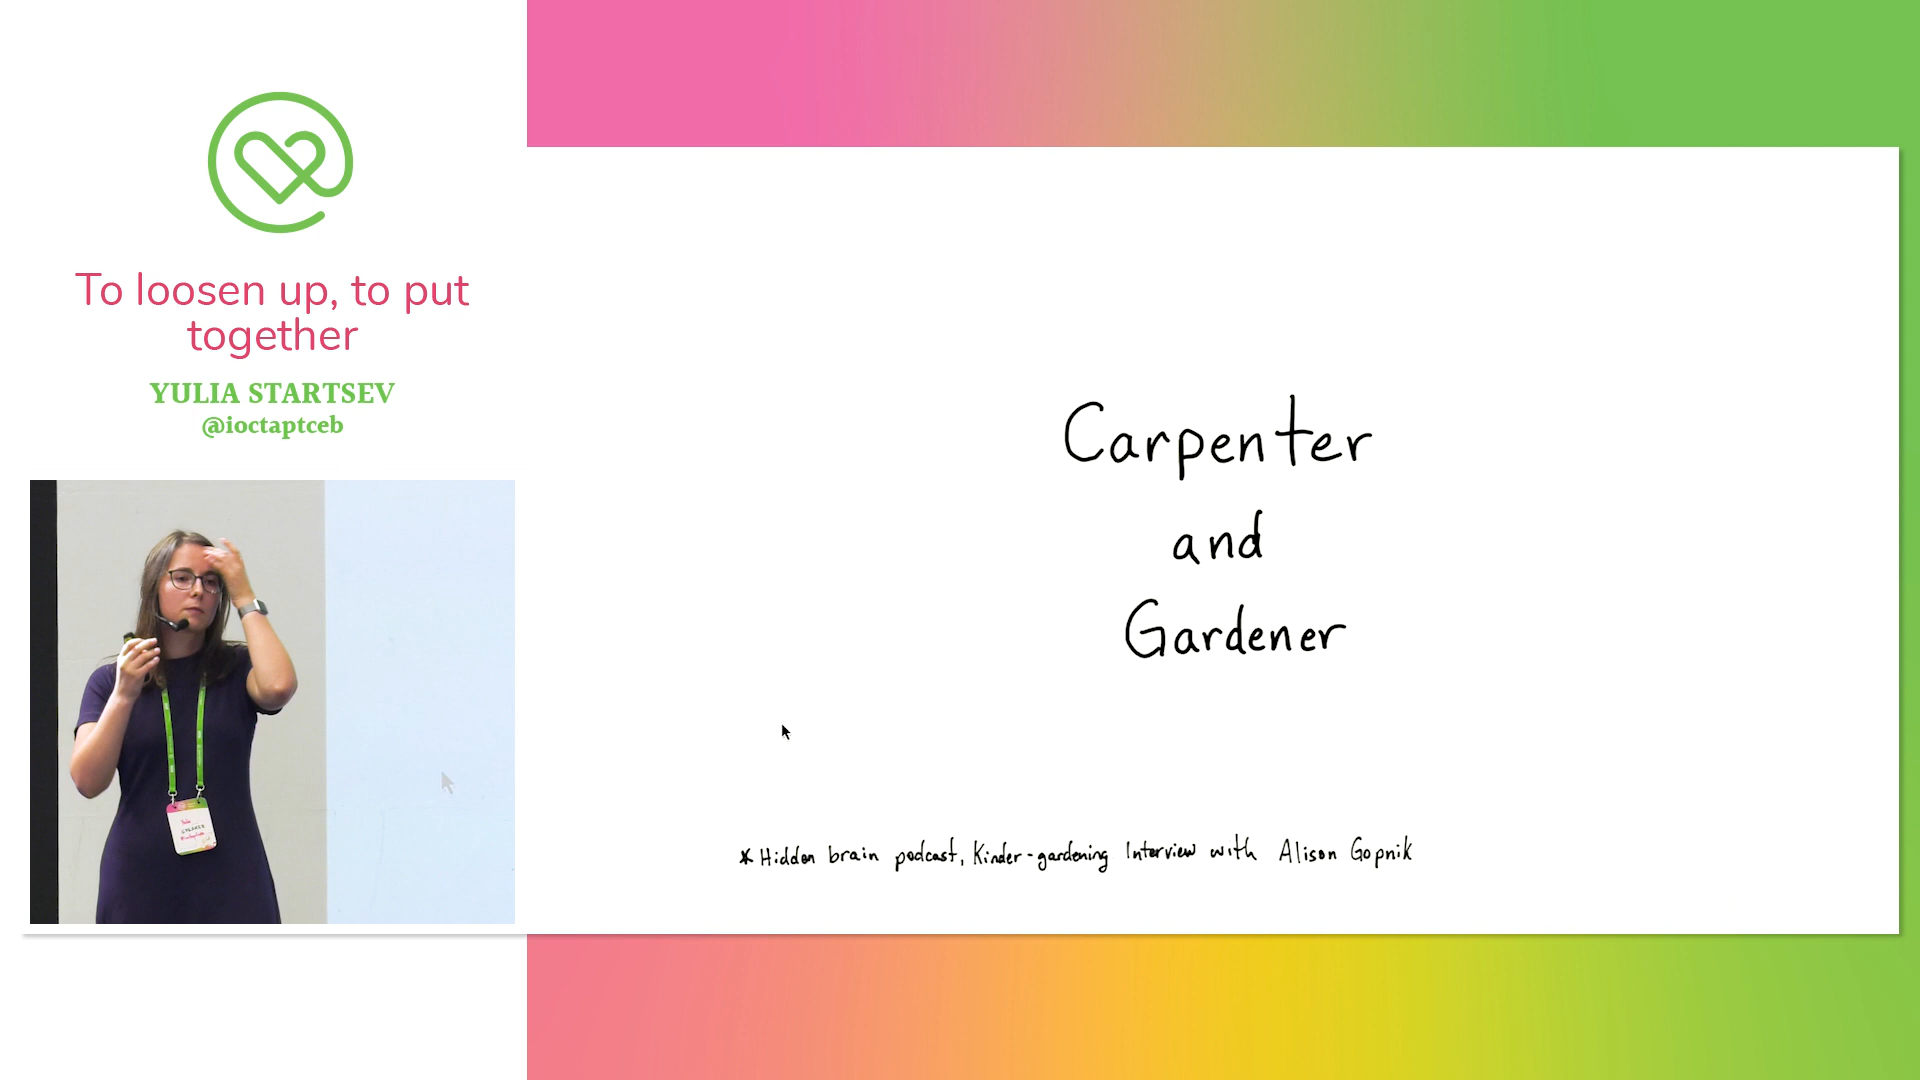 To loosen up, to put
together
YULIA STARTSEV
@ioctaptceb
Carpenter
and
Gardener
* Hidden brain podcast, Kinder-gardening Interview with Alison Gopnik
SPEAKER